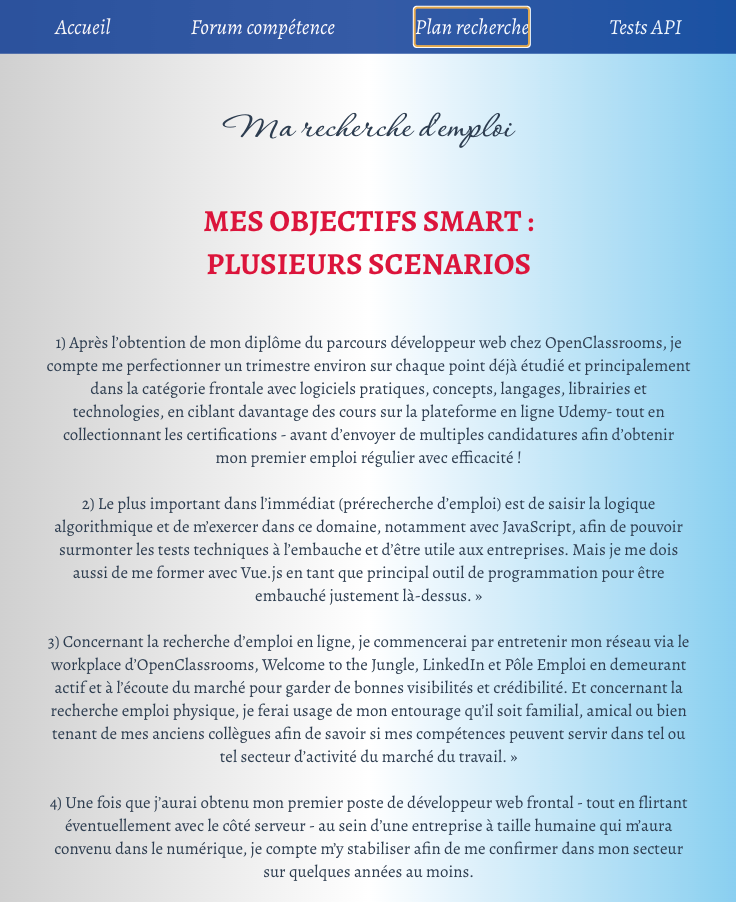 Accueil Forum compétence Plan recherche Tests API
Ma recherche d'emploi
MES OBJECTIFS SMART :
PLUSIEURS SCENARIOS
1) Après l’obtention de mon diplôme du parcours développeur web chez OpenClassrooms, je
compte me perfectionner un trimestre environ sur chaque point déjà étudié et principalement
dans la catégorie frontale avec logiciels pratiques, concepts, langages, librairies et
technologies, en ciblant davantage des cours sur la plateforme en ligne Udemy- tout en
collectionnant les certifications - avant d’envoyer de multiples candidatures afin d’obtenir
mon premier emploi régulier avec efficacité !
2) Le plus important dans l’immédiat (prérecherche d’emploi) est de saisir la logique
algorithmique et de m’exercer dans ce domaine, notamment avec JavaScript, afin de pouvoir
surmonter les tests techniques à l’embauche et d’être utile aux entreprises. Mais je me dois
aussi de me former avec Vue.js en tant que principal outil de programmation pour être
embauché justement là-dessus. »
3) Concernant la recherche d’emploi en ligne, je commencerai par entretenir mon réseau via le
workplace d’OpenClassrooms, Welcome to the Jungle, LinkedIn et Pôle Emploi en demeurant
actif et à l’écoute du marché pour garder de bonnes visibilités et crédibilité. Et concernant la
recherche emploi physique, je ferai usage de mon entourage qu’il soit familial, amical ou bien
tenant de mes anciens collègues afin de savoir si mes compétences peuvent servir dans tel ou
tel secteur d’activité du marché du travail. »
4) Une fois que j’aurai obtenu mon premier poste de développeur web frontal - tout en flirtant
éventuellement avec le côté serveur - au sein d’une entreprise à taille humaine qui m’aura
convenu dans le numérique, je compte m’y stabiliser afin de me confirmer dans mon secteur
sur quelques années au moins.